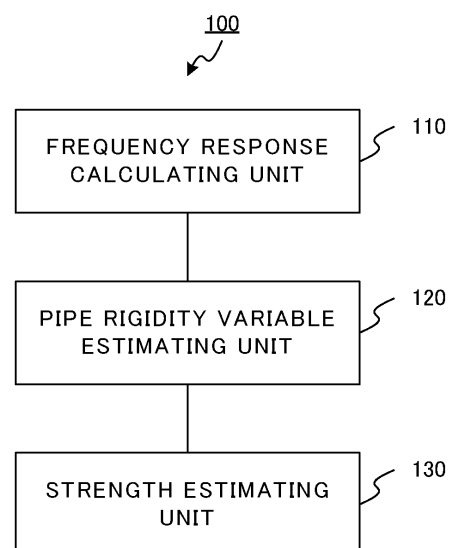 100
FREQUENCY RESPONSE
CALCULATING UNIT
110
PIPE RIGIDITY VARIABLE
ESTIMATING UNIT
120
STRENGTH ESTIMATING
UNIT
130